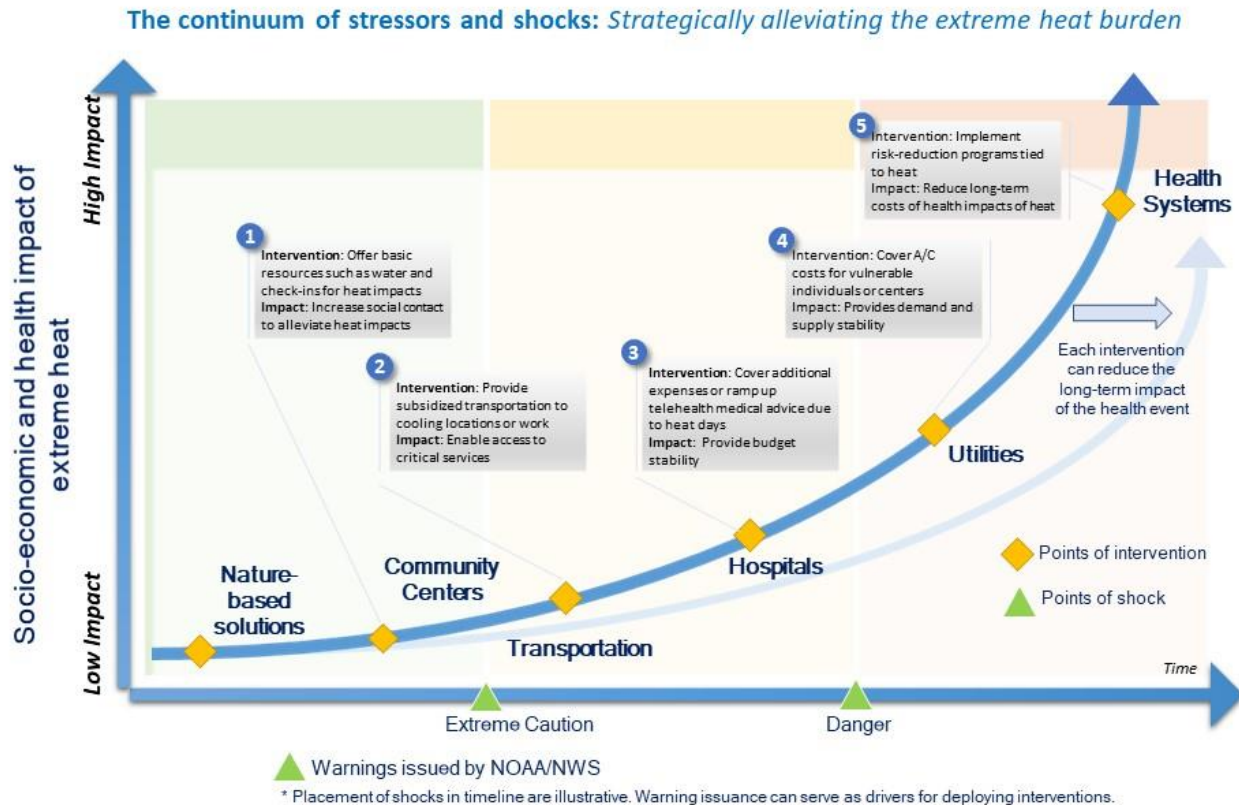 The continuum of stressors and shocks: Strategically alleviating the extreme heat burden
Socio-economic and health impact of
extreme heat
High Impact
Low Impact
1
Intervention: Offer basic
resources such as water and
check-ins for heat impacts
Impact: Increase social contact
to alleviate heat impacts
2
Intervention: Provide
subsidized transportation to
cooling locations or work
Impact: Enable access to
critical services
3
Intervention: Cover additional
expenses or ramp up
telehealth medical advice due
to heat days
Impact: Provide budget
stability
4
Intervention: Cover A/C
costs for vulnerable
individuals or centers
Impact: Provides demand and
supply stability
5
Intervention: Implement
risk-reduction programs tied
to heat
Impact: Reduce long-term
costs of health impacts of heat
Nature-
based
solutions
Community
Centers
Transportation
Hospitals
Utilities
Health
Systems
Each intervention
can reduce the
long-term impact
of the health event
Points of intervention
Points of shock
Time
Extreme Caution
Danger
Warnings issued by NOAA/NWS
* Placement of shocks in timeline are illustrative. Warning issuance can serve as drivers for deploying interventions.